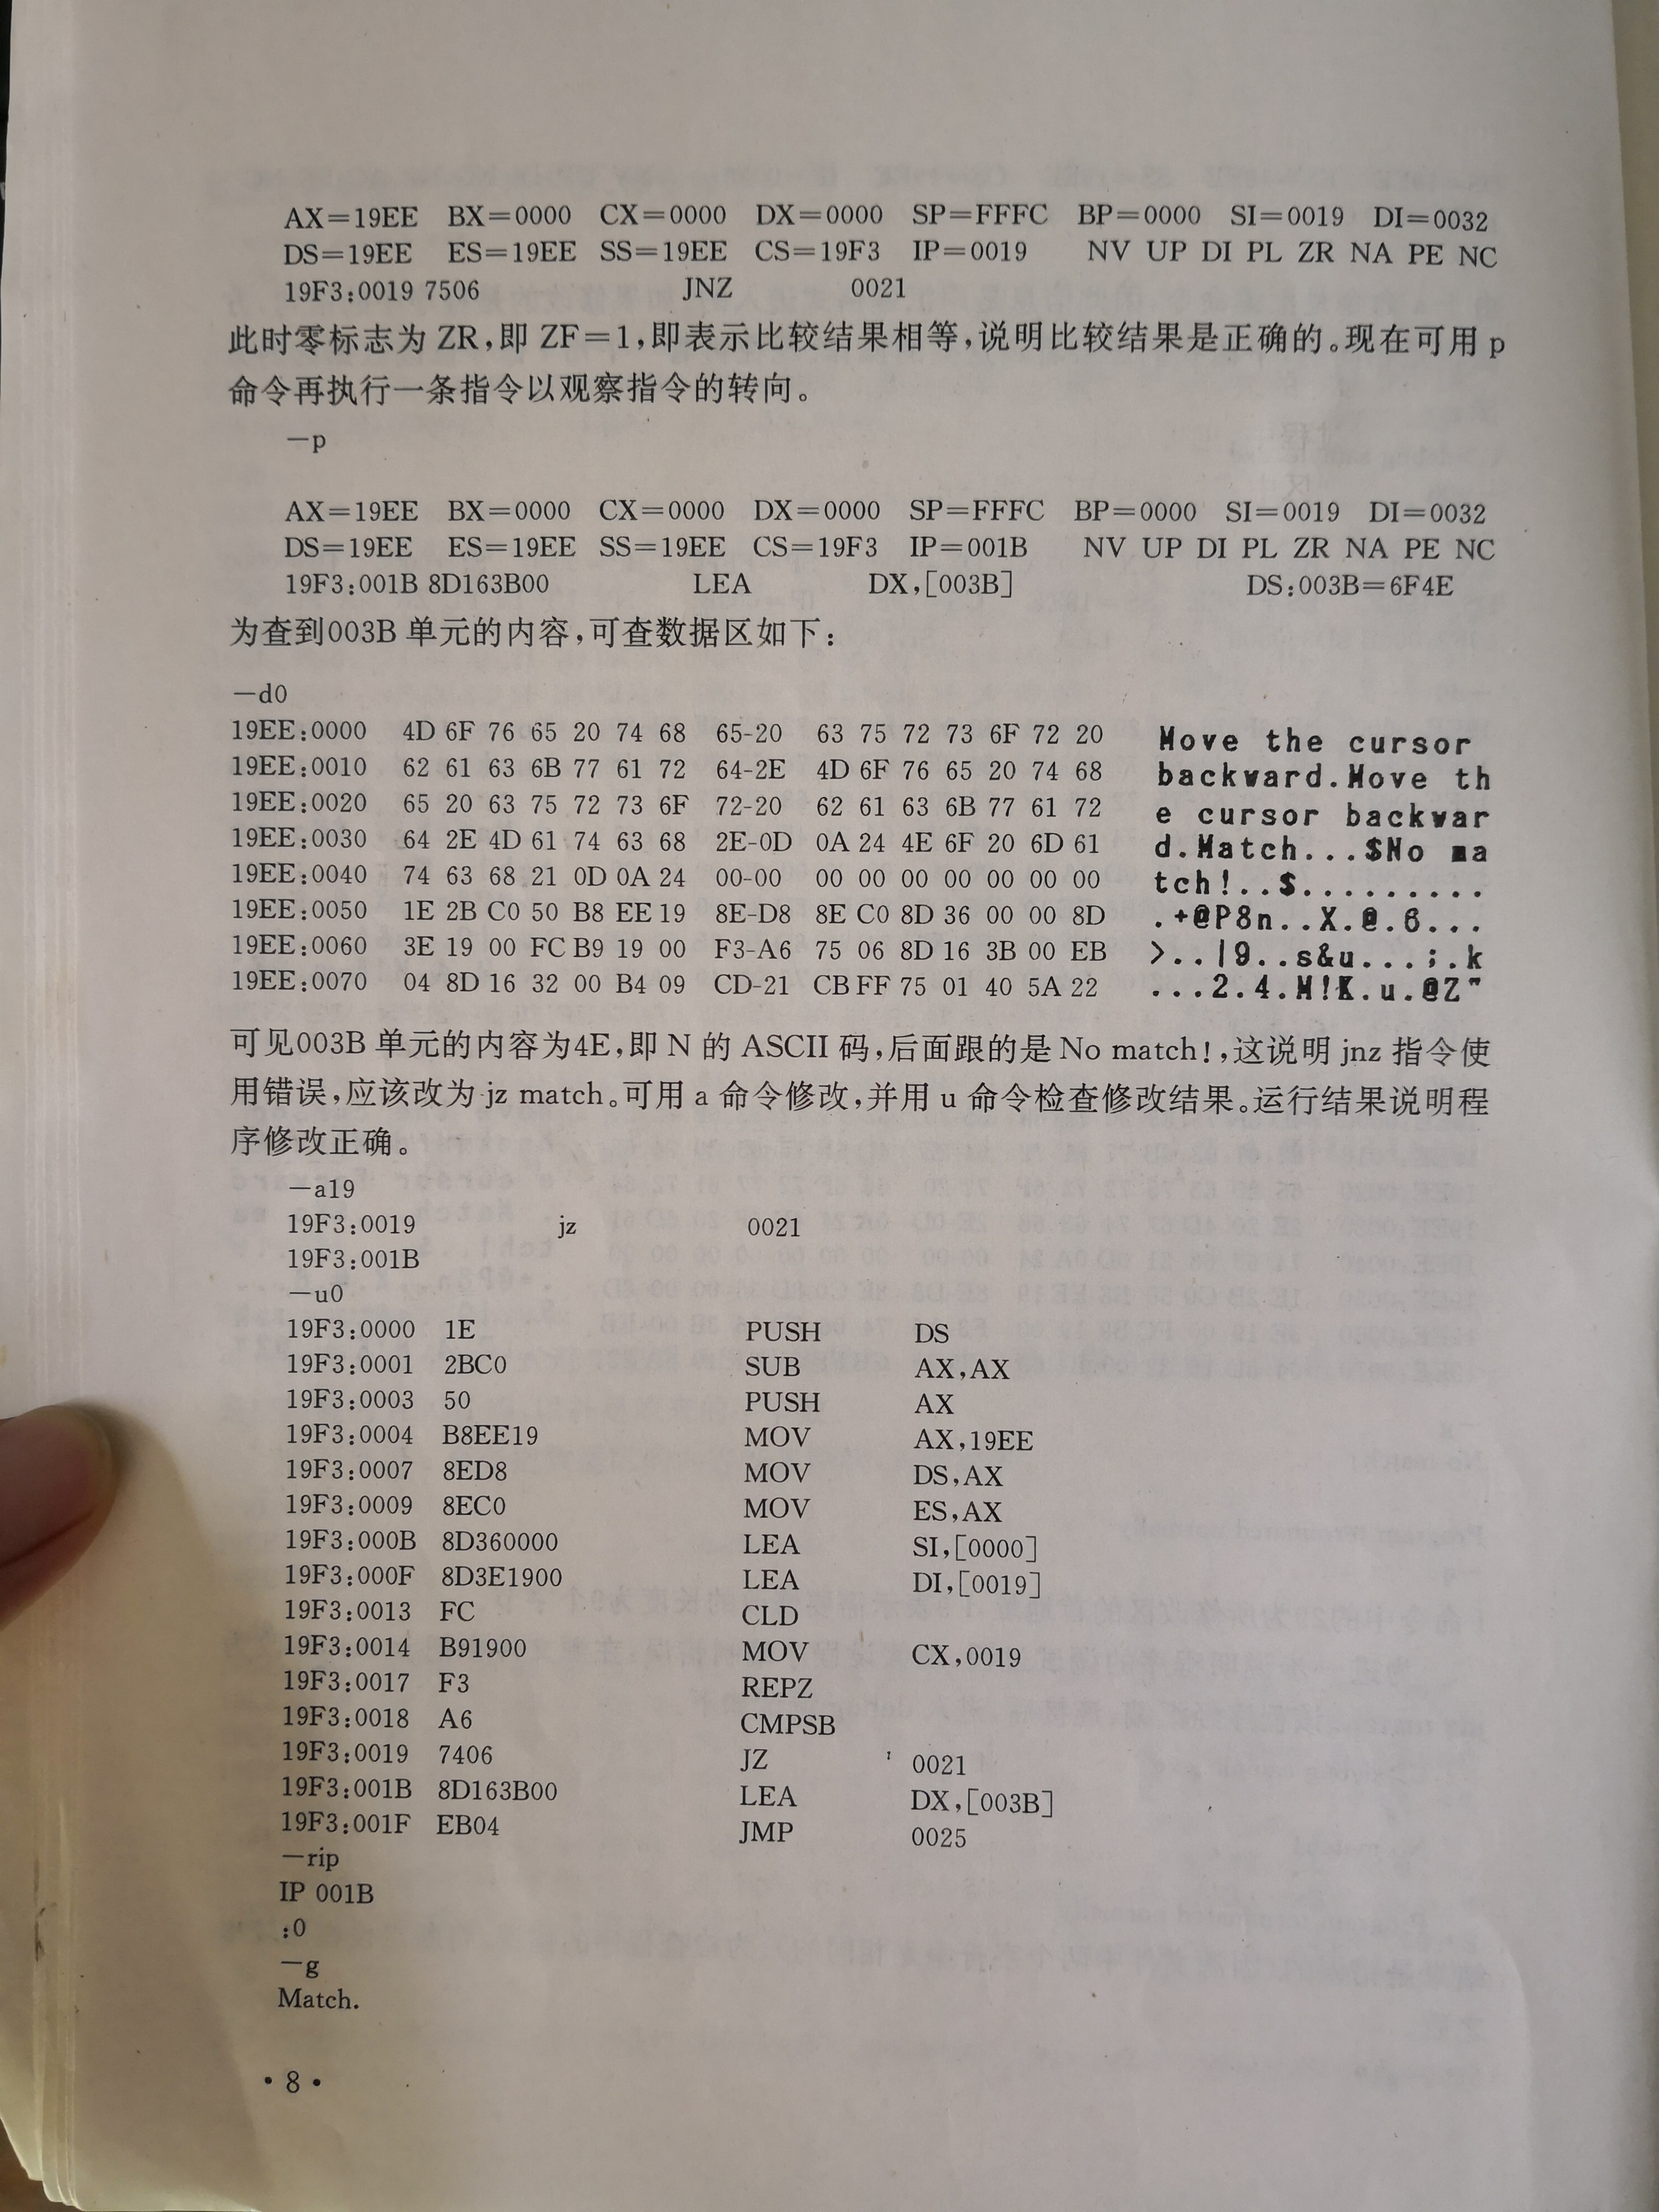 AX=19EE BX=0000 CX=0000 DX=0000 SP=FFFC BP=0000 SI=0019 DI=0032
DS=19EE ES=19EE SS=19EE CS=19F3 IP=0019 NV UP DI PL ZR NA PE NC
19F3:0019 7506 JNZ 0021
此时零标志为 ZR,即 ZF=1,即表示比较结果相等,说明比较结果是正确的。现在可用 p
命令再执行一条指令以观察指令的转向。
—p
AX=19EE BX=0000 CX=0000 DX=0000 SP=FFFC BP=0000 SI=0019 DI=0032
DS=19EE ES=19EE SS=19EE CS=19F3 IP=001B NV UP DI PL ZR NA PE NC
19F3:001B 8D163B00 LEA DX,[003B] DS:003B=6F4E
为查到003B 单元的内容,可查数据区如下:
—d0
19EE:0000 4D 6F 76 65 20 74 68 65-20 63 75 72 73 6F 72 20 Move the cursor
19EE:0010 62 61 63 6B 77 61 72 64-2E 4D 6F 76 65 20 74 68 backward.Move th
19EE:0020 65 20 63 75 72 73 6F 72-20 62 61 63 6B 77 61 72 e cursor backwar
19EE:0030 64 2E 4D 61 74 63 68 2E-0D 0A 24 4E 6F 20 6D 61 d.Match...$No ma
19EE:0040 74 63 68 21 0D 0A 24 00-00 00 00 00 00 00 00 00 tch!..$.........
19EE:0050 1E 2B C0 50 B8 EE 19 8E-D8 8E C0 8D 36 00 00 8D .+@P8n..X.@.6...
19EE:0060 3E 19 00 FC B9 19 00 F3-A6 75 06 8D 16 3B 00 EB >..|9..s&u...;.k
19EE:0070 04 8D 16 32 00 B4 09 CD-21 CB FF 75 01 40 5A 22 ...2.4.M!K.u.@Z"
可见003B 单元的内容为4E,即 N 的 ASCII 码,后面跟的是 No match!,这说明 jnz 指令使
用错误,应该改为 jz match。可用 a 命令修改,并用 u 命令检查修改结果。运行结果说明程
序修改正确。
—a19
19F3:0019 jz 0021
19F3:001B
—u0
19F3:0000 1E PUSH DS
19F3:0001 2BC0 SUB AX,AX
19F3:0003 50 PUSH AX
19F3:0004 B8EE19 MOV AX,19EE
19F3:0007 8ED8 MOV DS,AX
19F3:0009 8EC0 MOV ES,AX
19F3:000B 8D360000 LEA SI,[0000]
19F3:000F 8D3E1900 LEA DI,[0019]
19F3:0013 FC CLD
19F3:0014 B91900 MOV CX,0019
19F3:0017 F3 REPZ
19F3:0018 A6 CMPSB
19F3:0019 7406 JZ 0021
19F3:001B 8D163B00 LEA DX,[003B]
19F3:001F EB04 JMP 0025
—rip
IP 001B
:0
—g
Match.
• 8 •